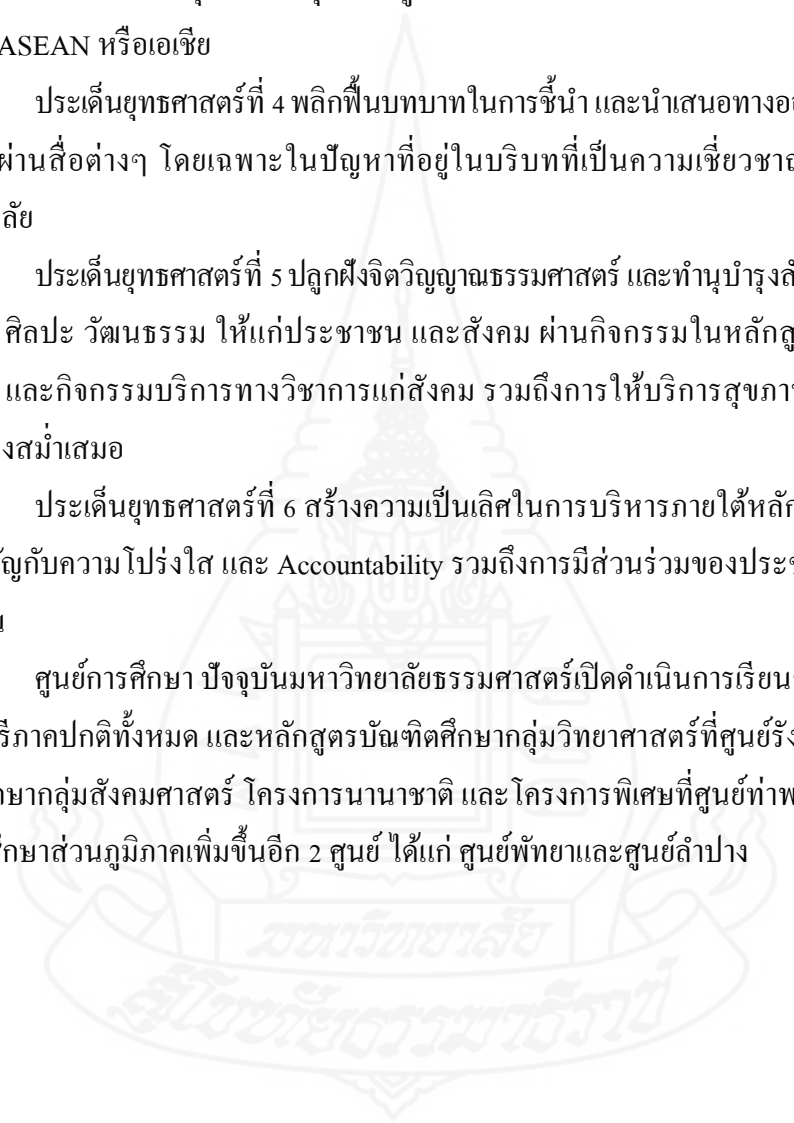 ASEAN หรือเอเชีย
ประเด็นยุทธศาสตร์ที่ 4 พลิกฟื้นบทบาทในการชี้นำ และนำเสนอทางออ
ผ่านสื่อต่างๆ โดยเฉพาะในปัญหาที่อยู่ในบริบทที่เป็นความเชี่ยวชาญ
ลัย
ประเด็นยุทธศาสตร์ที่ 5 ปลูกฝังจิตวิญญาณธรรมศาสตร์ และทำนุบำรุง
ศิลปะ วัฒนธรรม ให้แก่ประชาชน และสังคม ผ่านกิจกรรมในหลักสู
และกิจกรรมบริการทางวิชาการแก่สังคม รวมถึงการให้บริการสุขภา
งสม่ำเสมอ
ประเด็นยุทธศาสตร์ที่ 6 สร้างความเป็นเลิศในการบริหารภายใต้หลัก
ัญกับความโปร่งใส และ Accountability รวมถึงการมีส่วนร่วมของประช
น
ศูนย์การศึกษา ปัจจุบันมหาวิทยาลัยธรรมศาสตร์เปิดดำเนินการเรียน
รีภาคปกติทั้งหมด และหลักสูตรบัณฑิตศึกษากลุ่มวิทยาศาสตร์ที่ศูนย์รัง
กษากลุ่มสังคมศาสตร์ โครงการนานาชาติ และโครงการพิเศษที่ศูนย์ท่าพ
ึกษาส่วนภูมิภาคเพิ่มขึ้นอีก 2 ศูนย์ ได้แก่ ศูนย์พัทยาและศูนย์ลำปาง
มหาวิทยาลัย
สุโขทัยธรรมาธิราช